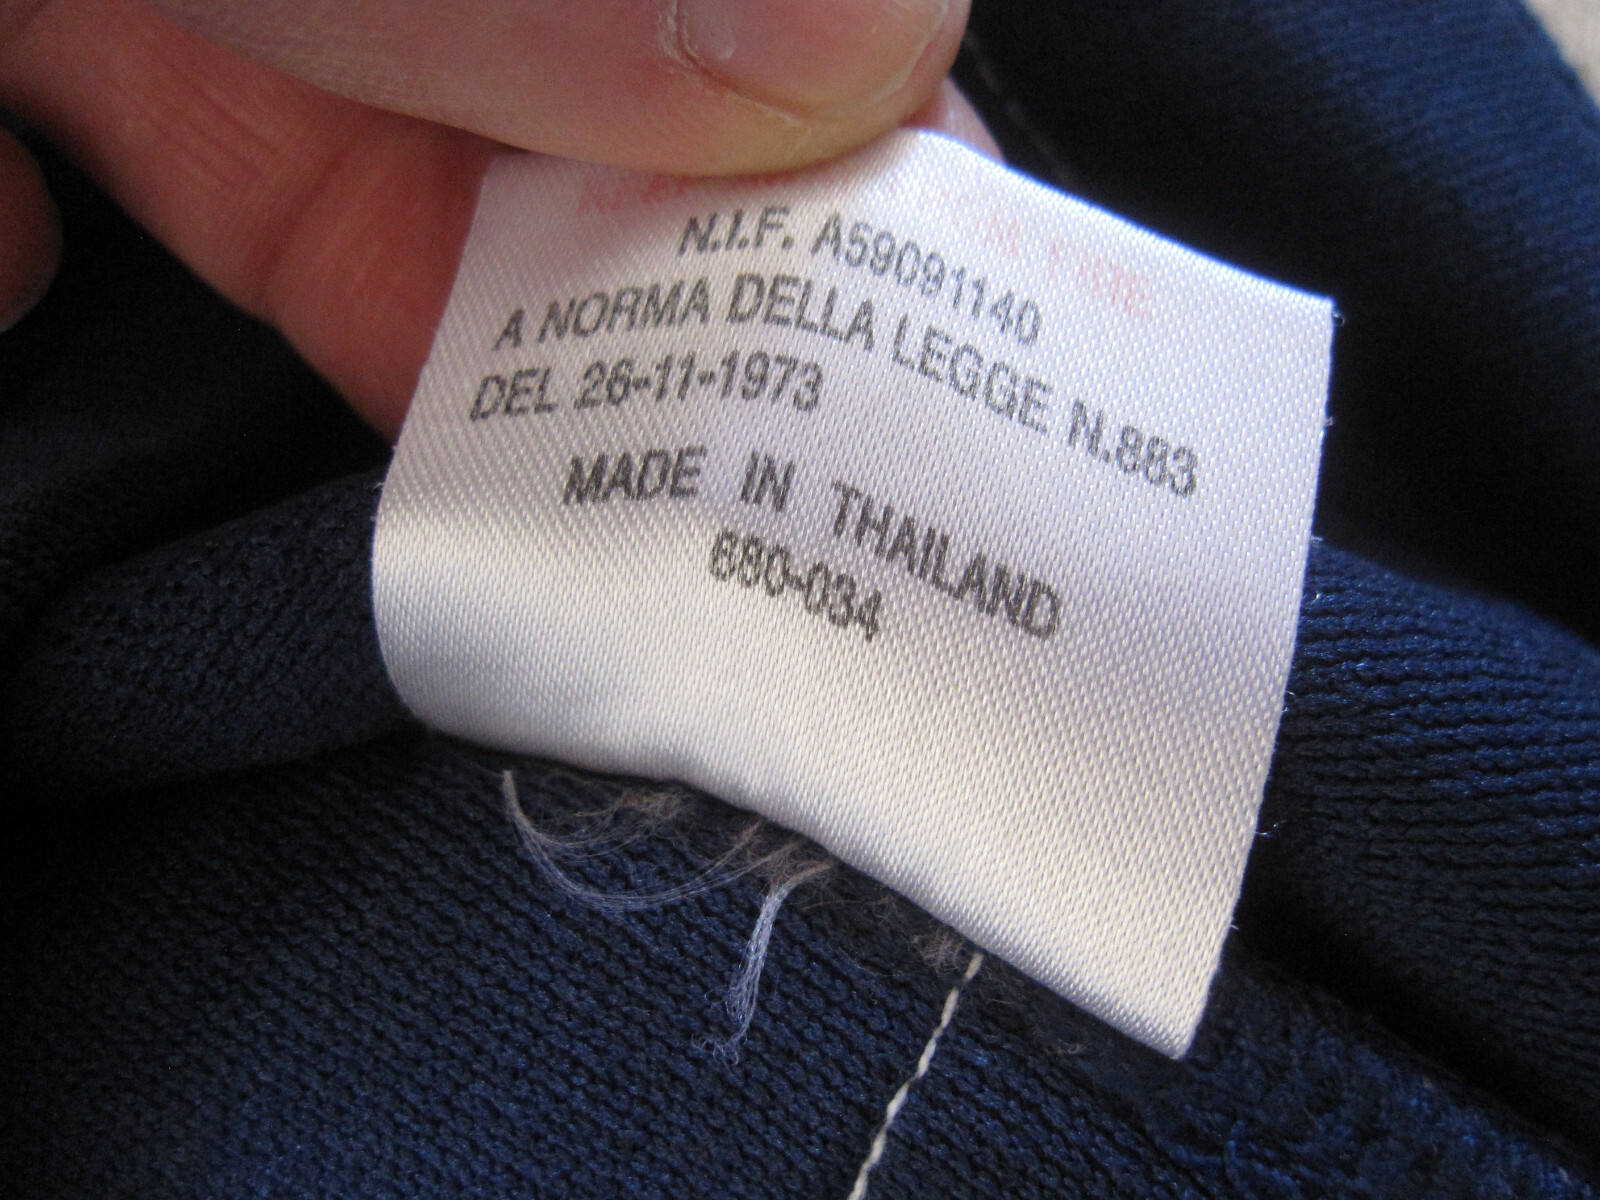 N.I.F. A59091140
A NORMA DELLA LEGGE N.883
DEL 26-11-1973
MADE IN THAILAND
680-034